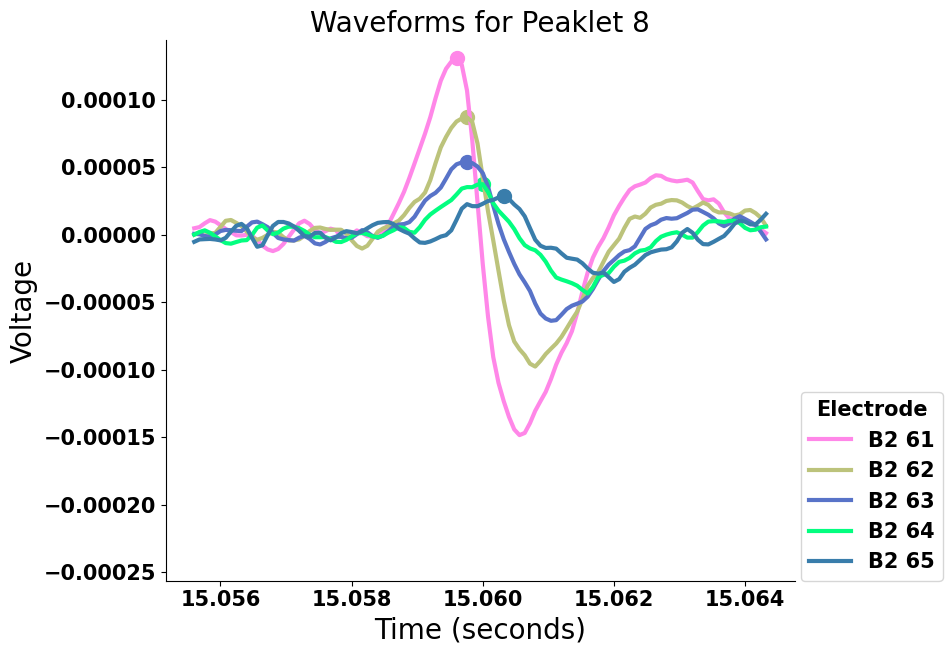 Waveforms for Peaklet 8
Voltage
0.00010
0.00005
0.00000
−0.00005
−0.00010
−0.00015
−0.00020
−0.00025
15.056 15.058 15.060 15.062 15.064
Time (seconds)
Electrode
B2 61
B2 62
B2 63
B2 64
B2 65